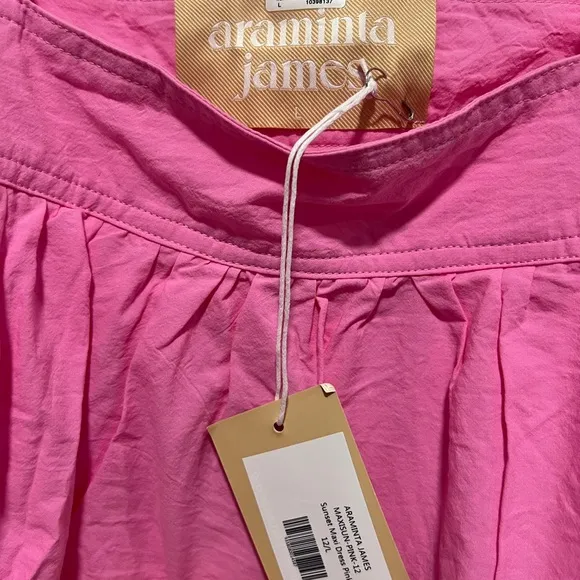 L 10398137
araminta
james
L
ARAMINTA JAMES
MAXISUN-PINK-12
Sunset Maxi Dress Pink
12/L